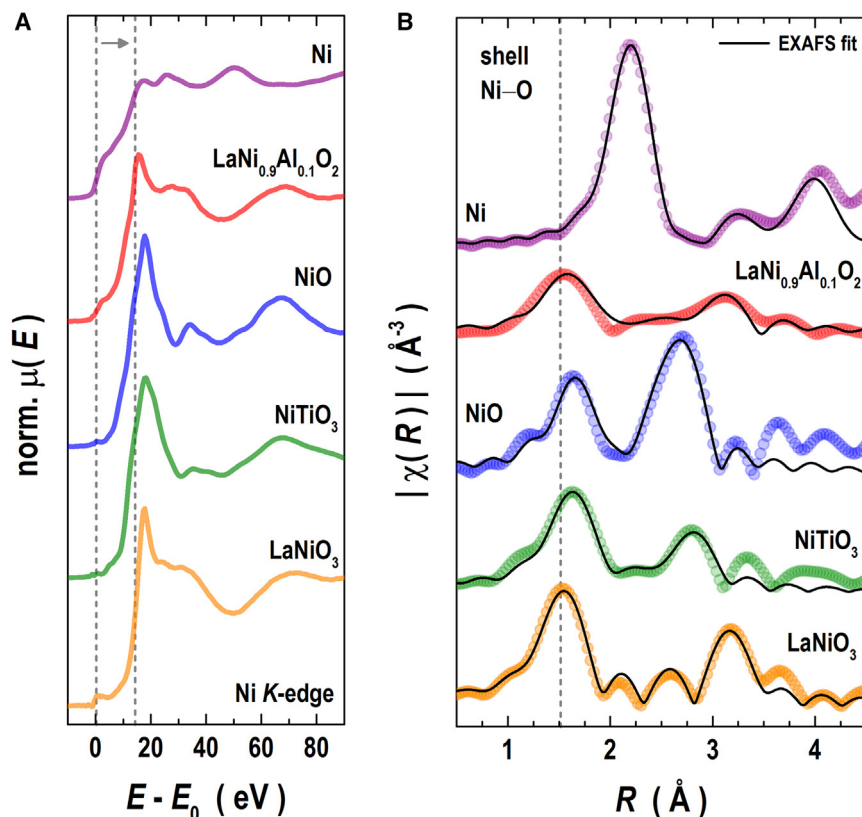 A
Ni
LaNi₀.₉Al₀.₁O₂
NiO
NiTiO₃
LaNiO₃
Ni K-edge
norm. μ(E)
0 20 40 60 80
E - E₀ (eV)
B
shell
Ni–O
EXAFS fit
Ni
LaNi₀.₉Al₀.₁O₂
NiO
NiTiO₃
LaNiO₃
|χ(R)| (Å⁻³)
1 2 3 4
R (Å)